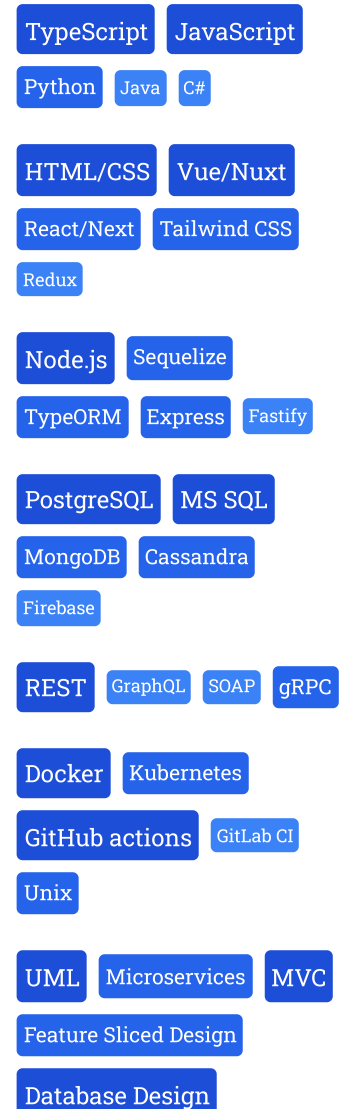 TypeScript JavaScript
Python Java C#
HTML/CSS Vue/Nuxt
React/Next Tailwind CSS
Redux
Node.js Sequelize
TypeORM Express Fastify
PostgreSQL MS SQL
MongoDB Cassandra
Firebase
REST GraphQL SOAP gRPC
Docker Kubernetes
GitHub actions GitLab CI
Unix
UML Microservices MVC
Feature Sliced Design
Database Design